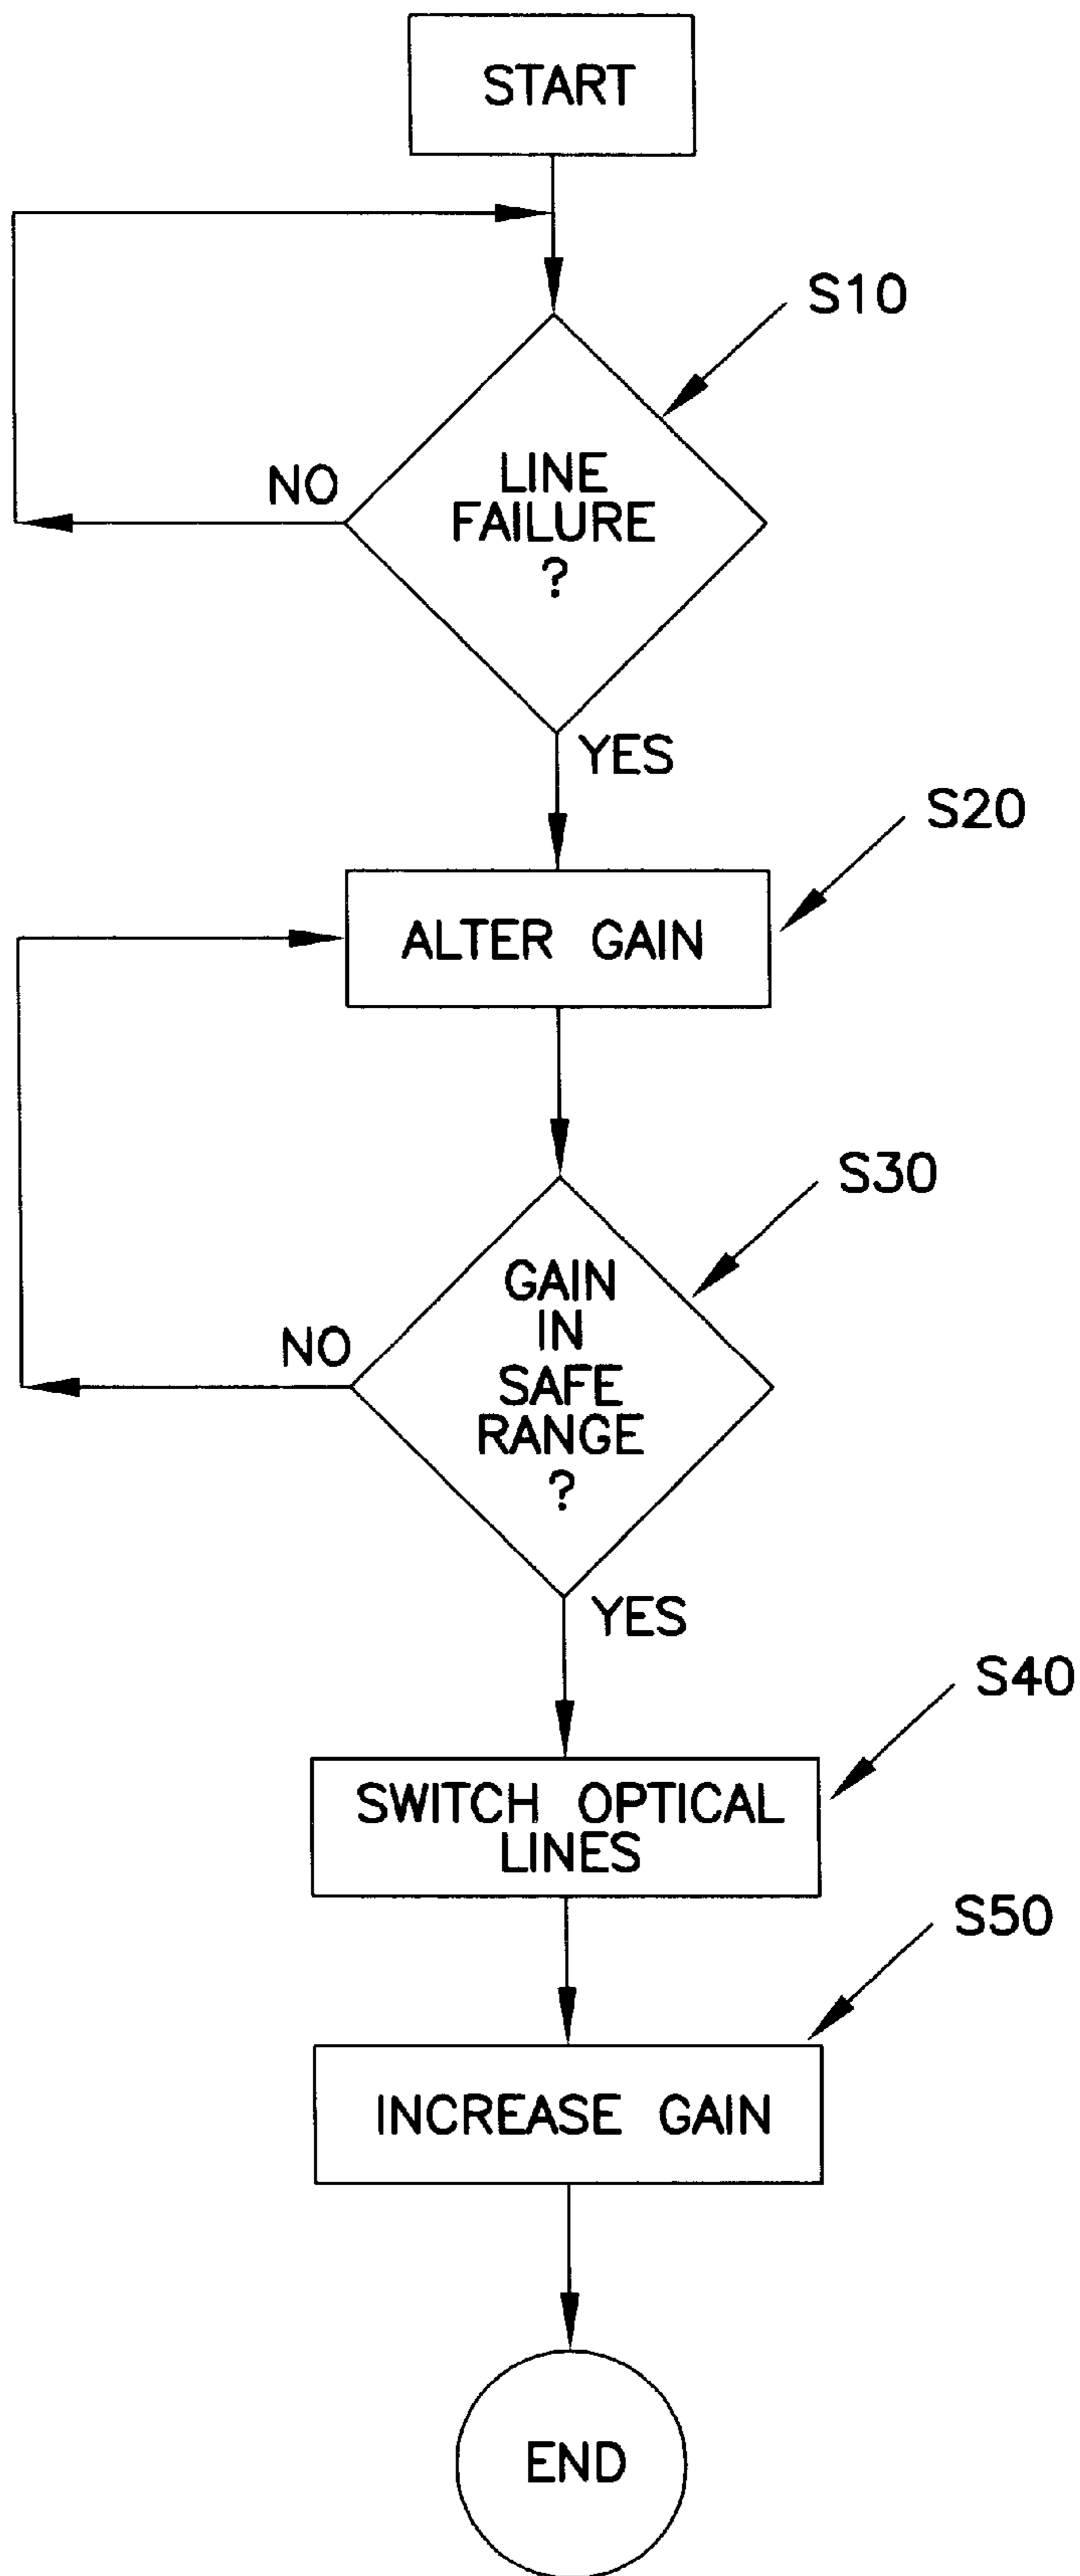 START
S10
LINE
FAILURE
?
NO
YES
S20
ALTER GAIN
S30
GAIN
IN
SAFE
RANGE
?
NO
YES
S40
SWITCH OPTICAL
LINES
S50
INCREASE GAIN
END